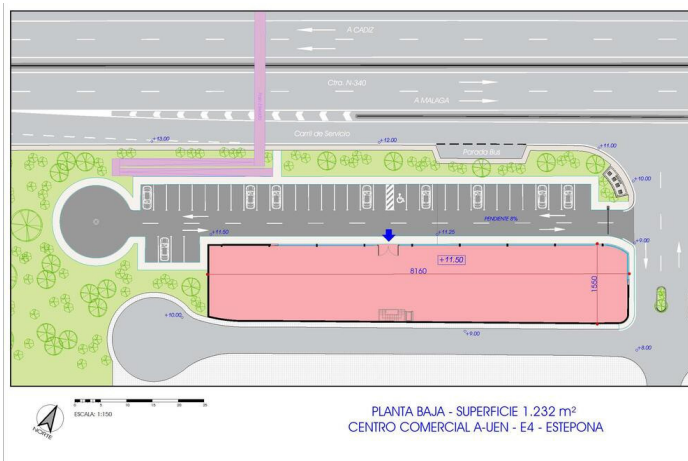 A CADIZ
Ctra. N-340
A MALAGA
Carril de Servicio
Parada Bus
+13.00
+12.00
+11.00
+10.00
PENDIENTE 8%
+11.50
+11.25
+9.00
+11.50
8160
1550
+10.00
+9.00
+8.00
ESCALA: 1:150
NORTE
PLANTA BAJA - SUPERFICIE 1.232 m²
CENTRO COMERCIAL A-UEN - E4 - ESTEPONA